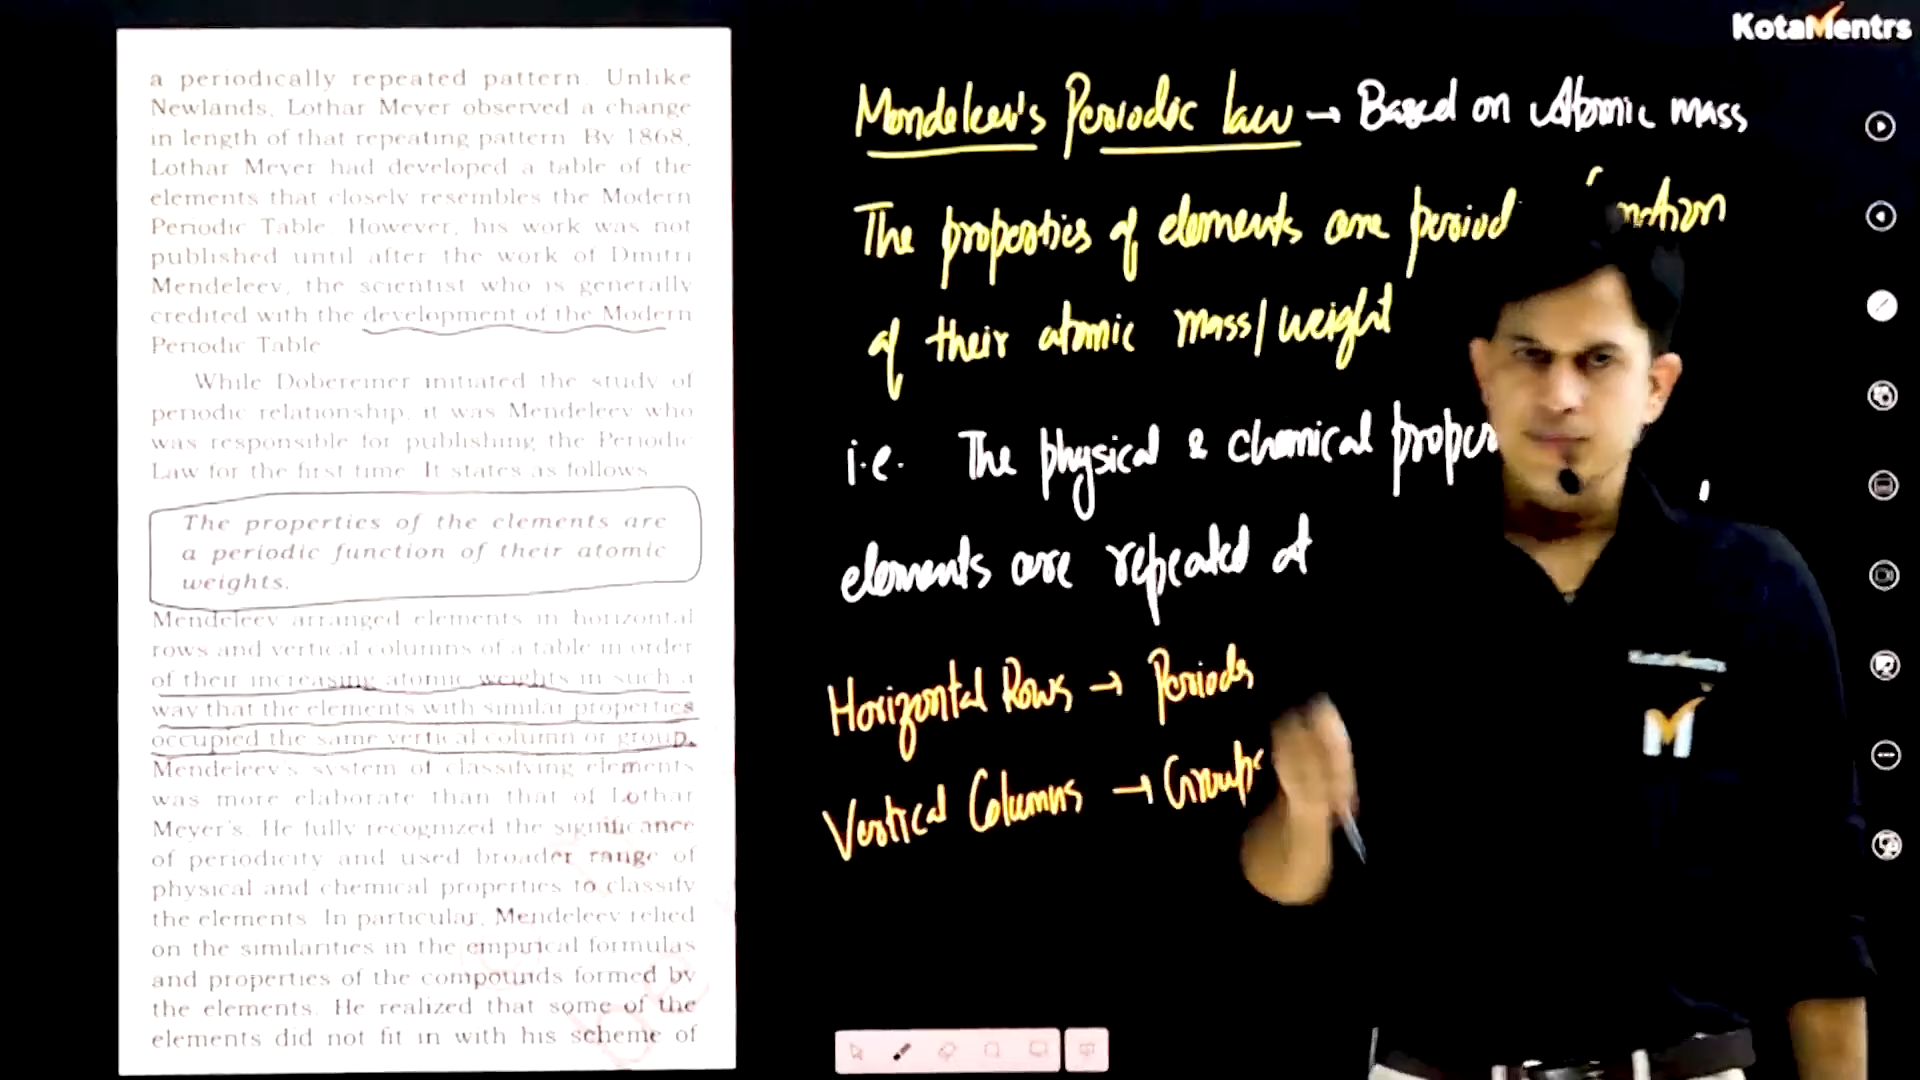 a periodically repeated pattern. Unlike
Newlands, Lothar Meyer observed a change
in length of that repeating pattern. By 1868,
Lothar Meyer had developed a table of the
elements that closely resembles the Modern
Periodic Table. However, his work was not
published until after the work of Dmitri
Mendeleev, the scientist who is generally
credited with the development of the Modern
Periodic Table.
While Dobereiner initiated the study of
periodic relationship, it was Mendeleev who
was responsible for publishing the Periodic
Law for the first time. It states as follows
The properties of the elements are
a periodic function of their atomic
weights.
Mendeleev arranged elements in horizontal
rows and vertical columns of a table in order
of their increasing atomic weights in such a
way that the elements with similar properties
occupied the same vertical column or group.
Mendeleev's system of classifying elements
was more elaborate than that of Lothar
Meyer's. He fully recognized the significance
of periodicity and used broader range of
physical and chemical properties to classify
the elements. In particular, Mendeleev relied
on the similarities in the empirical formulas
and properties of the compounds formed by
the elements. He realized that some of the
elements did not fit in with his scheme of
KotaMentrs
Mendeleev's Periodic law → Based on Atomic mass
The properties of elements are period
of their atomic mass/weight
i.e. The physical & chemical proper
elements are repeated at
Horizontal Rows → Periods
Vertical Columns → Groups
M